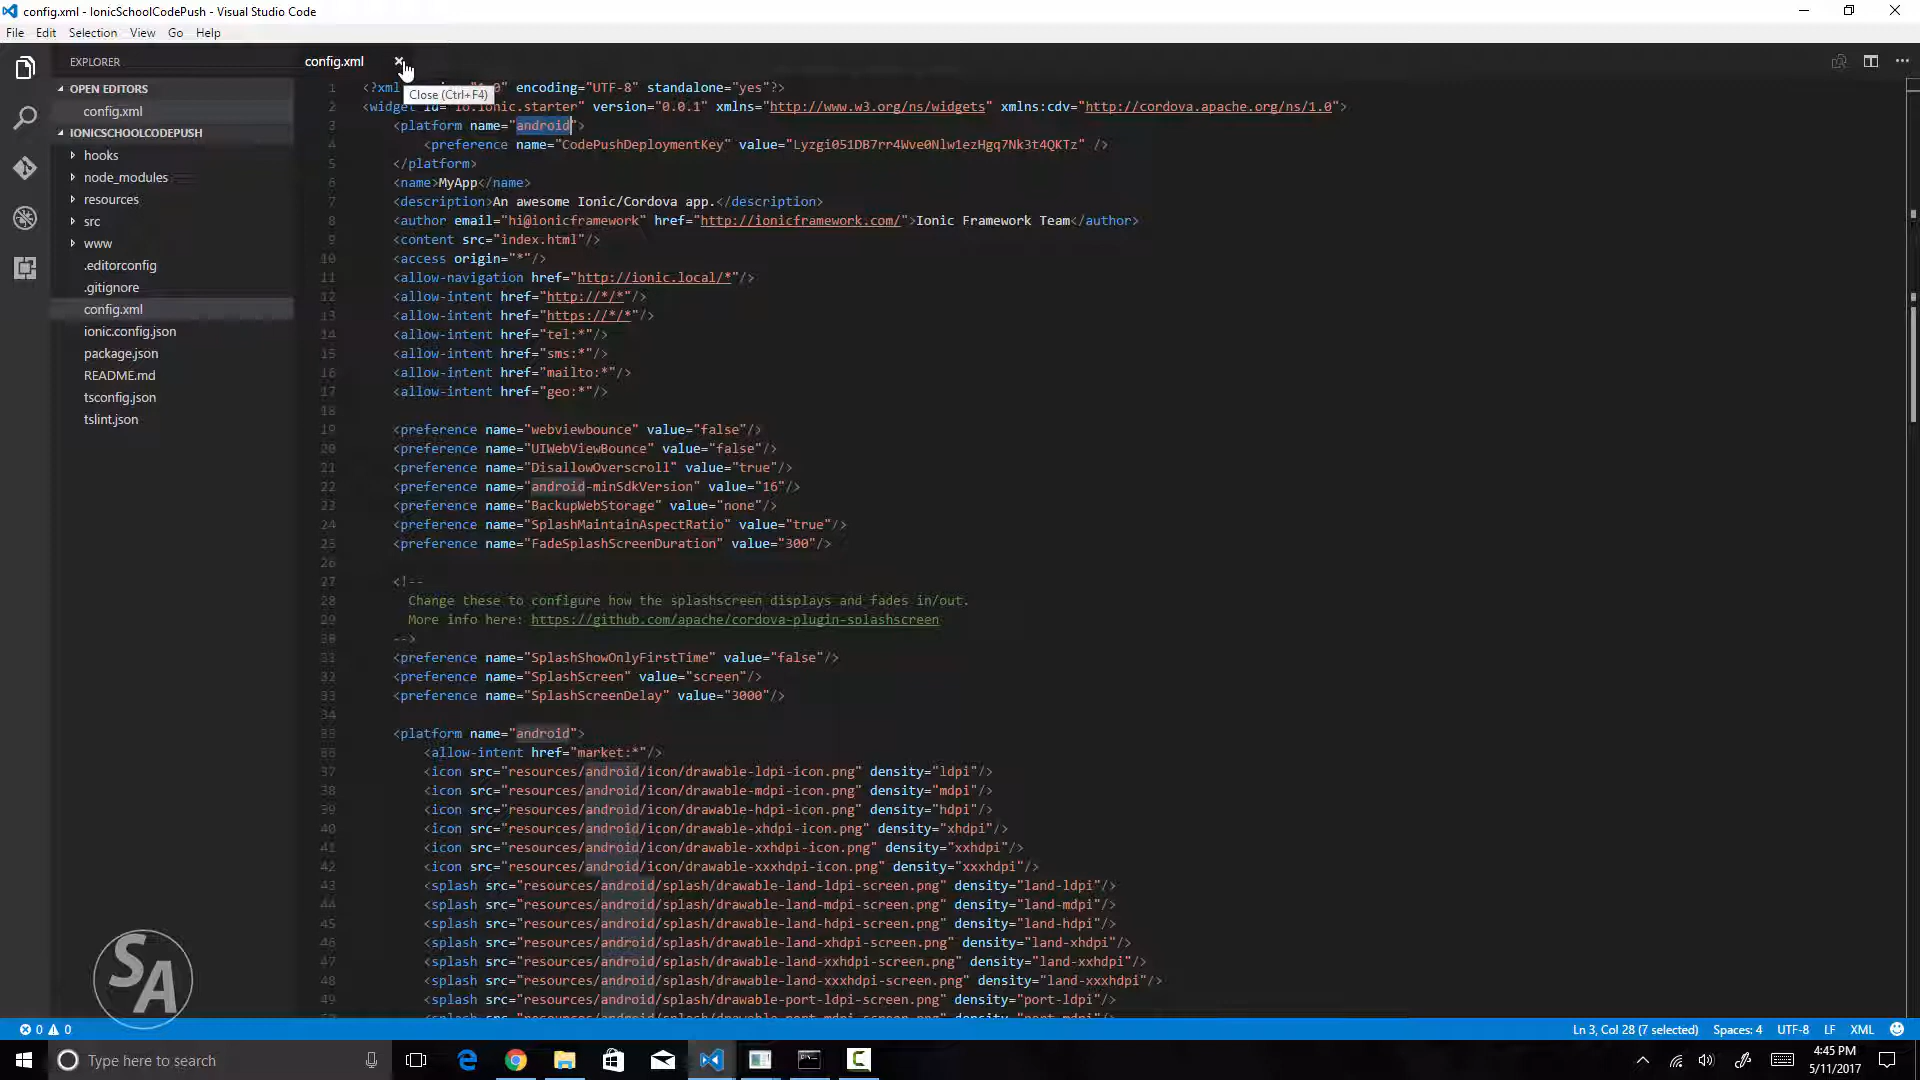 config.xml - IonicSchoolCodePush - Visual Studio Code
File Edit Selection View Go Help
EXPLORER
OPEN EDITORS
config.xml
IONICSCHOOLCODEPUSH
hooks
node_modules
resources
src
www
.editorconfig
.gitignore
config.xml
ionic.config.json
package.json
README.md
tsconfig.json
tslint.json
config.xml
Close (Ctrl+F4)
1 <?xml encoding="UTF-8" standalone="yes"?>
2 <widget id="io.ionic.starter" version="0.0.1" xmlns="http://www.w3.org/ns/widgets" xmlns:cdv="http://cordova.apache.org/ns/1.0">
3 <platform name="android">
4 <preference name="CodePushDeploymentKey" value="Lyzgi051DB7rr4Wve0Nlw1ezHgq7Nk3t4QKTz" />
5 </platform>
6 <name>MyApp</name>
7 <description>An awesome Ionic/Cordova app.</description>
8 <author email="hi@ionicframework" href="http://ionicframework.com/">Ionic Framework Team</author>
9 <content src="index.html"/>
10 <access origin="*"/>
11 <allow-navigation href="http://ionic.local/*"/>
12 <allow-intent href="http://*/*"/>
13 <allow-intent href="https://*/*"/>
14 <allow-intent href="tel:*"/>
15 <allow-intent href="sms:*"/>
16 <allow-intent href="mailto:*"/>
17 <allow-intent href="geo:*"/>
18
19 <preference name="webviewbounce" value="false"/>
20 <preference name="UIWebViewBounce" value="false"/>
21 <preference name="DisallowOverscroll" value="true"/>
22 <preference name="android-minSdkVersion" value="16"/>
23 <preference name="BackupWebStorage" value="none"/>
24 <preference name="SplashMaintainAspectRatio" value="true"/>
25 <preference name="FadeSplashScreenDuration" value="300"/>
26
27 <!--
28 Change these to configure how the splashscreen displays and fades in/out.
29 More info here: https://github.com/apache/cordova-plugin-splashscreen
30 -->
31 <preference name="SplashShowOnlyFirstTime" value="false"/>
32 <preference name="SplashScreen" value="screen"/>
33 <preference name="SplashScreenDelay" value="3000"/>
34
35 <platform name="android">
36 <allow-intent href="market:*"/>
37 <icon src="resources/android/icon/drawable-ldpi-icon.png" density="ldpi"/>
38 <icon src="resources/android/icon/drawable-mdpi-icon.png" density="mdpi"/>
39 <icon src="resources/android/icon/drawable-hdpi-icon.png" density="hdpi"/>
40 <icon src="resources/android/icon/drawable-xhdpi-icon.png" density="xhdpi"/>
41 <icon src="resources/android/icon/drawable-xxhdpi-icon.png" density="xxhdpi"/>
42 <icon src="resources/android/icon/drawable-xxxhdpi-icon.png" density="xxxhdpi"/>
43 <splash src="resources/android/splash/drawable-land-ldpi-screen.png" density="land-ldpi"/>
44 <splash src="resources/android/splash/drawable-land-mdpi-screen.png" density="land-mdpi"/>
45 <splash src="resources/android/splash/drawable-land-hdpi-screen.png" density="land-hdpi"/>
46 <splash src="resources/android/splash/drawable-land-xhdpi-screen.png" density="land-xhdpi"/>
47 <splash src="resources/android/splash/drawable-land-xxhdpi-screen.png" density="land-xxhdpi"/>
48 <splash src="resources/android/splash/drawable-land-xxxhdpi-screen.png" density="land-xxxhdpi"/>
49 <splash src="resources/android/splash/drawable-port-ldpi-screen.png" density="port-ldpi"/>
SA
0 0 Ln 3, Col 28 (7 selected) Spaces: 4 UTF-8 LF XML
Type here to search
4:45 PM
5/11/2017